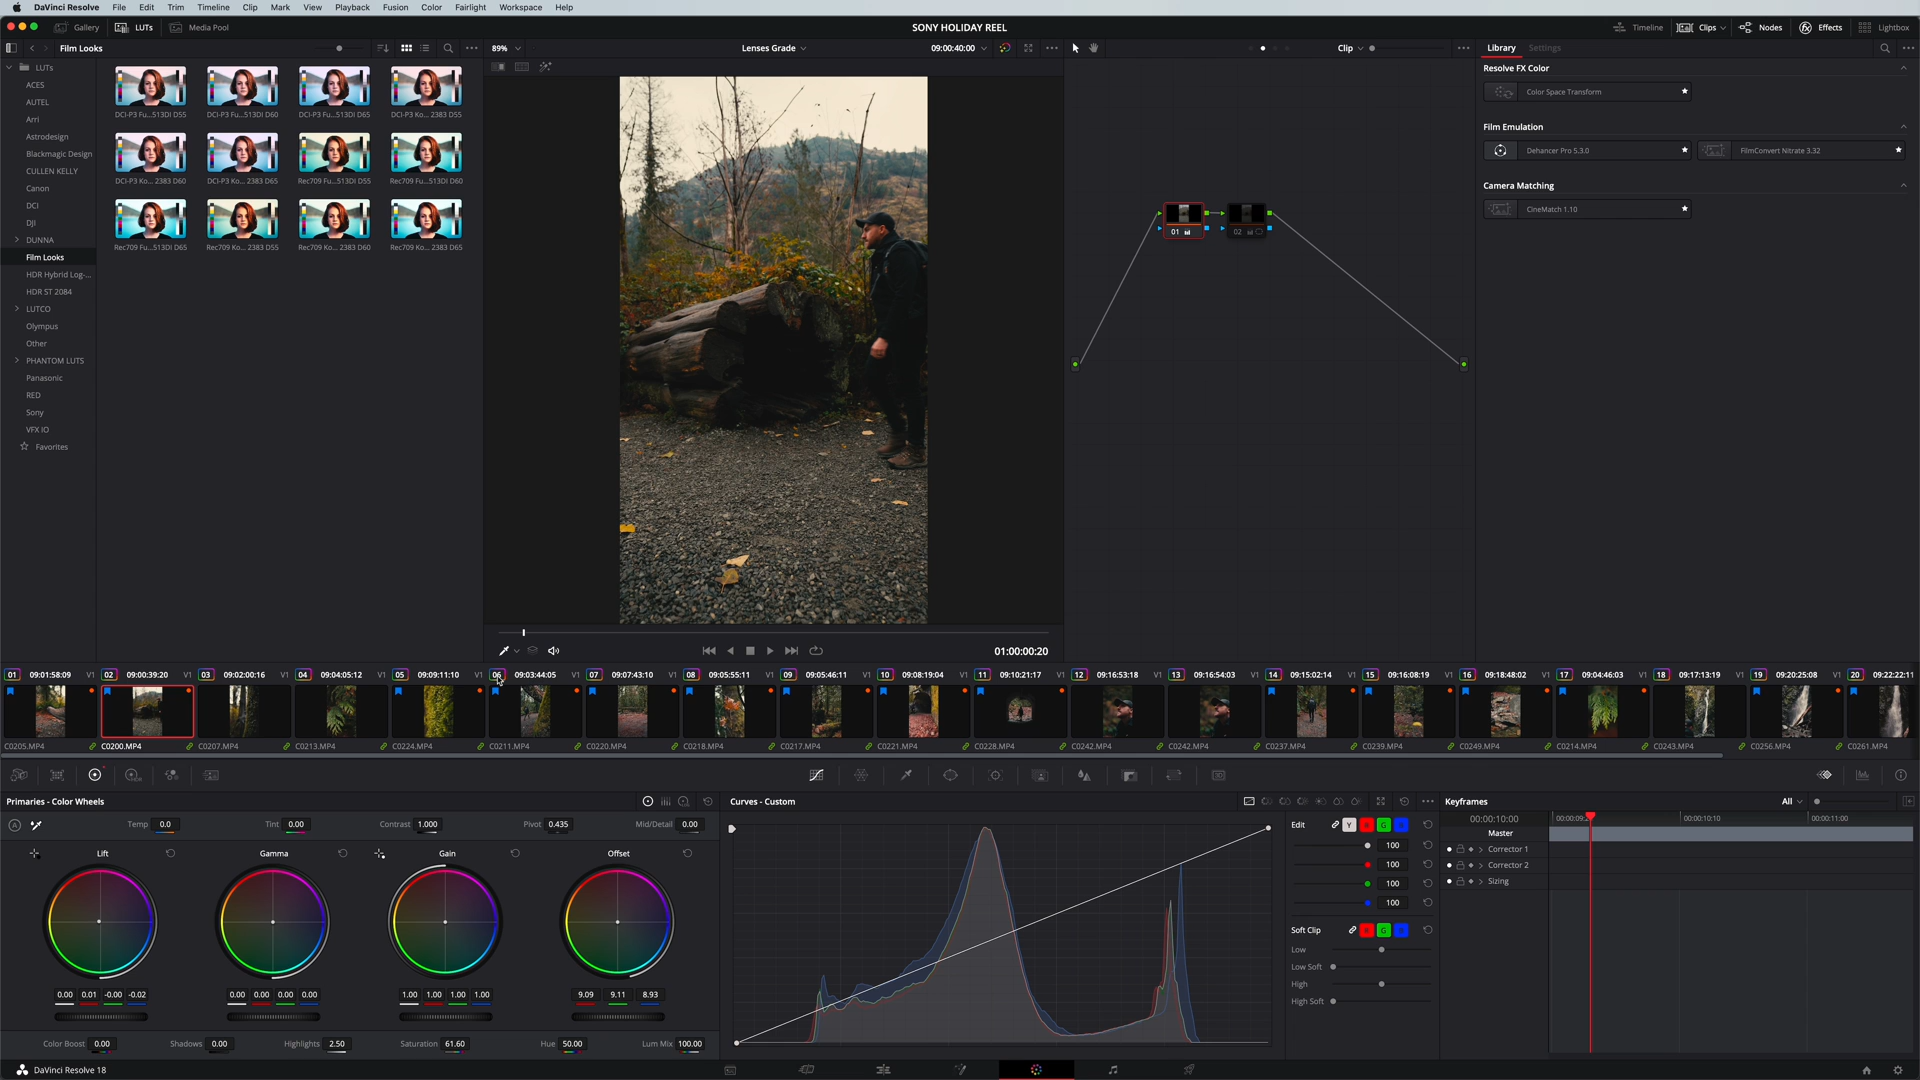 DaVinci Resolve File Edit Trim Timeline Clip Mark View Playback Fusion Color Fairlight Workspace Help
Gallery LUTs Media Pool SONY HOLIDAY REEL Timeline Clips Nodes Effects Lightbox
Film Looks 89% Lenses Grade 09:00:40:00 Clip Library Settings
LUTs
ACES
AUTEL
Arri
Astrodesign
Blackmagic Design
CULLEN KELLY
Canon
DCI
DJI
DUNNA
Film Looks
HDR Hybrid Log-...
HDR ST 2084
LUTCO
Olympus
Other
PHANTOM LUTS
Panasonic
RED
Sony
VFX IO
Favorites
DCI-P3 Fu...513DI D55 DCI-P3 Fu...513DI D60 DCI-P3 Fu...513DI D65 DCI-P3 Ko... 2383 D55
DCI-P3 Ko... 2383 D60 DCI-P3 Ko... 2383 D65 Rec709 Fu...513DI D55 Rec709 Fu...513DI D60
Rec709 Fu...513DI D65 Rec709 Ko... 2383 D55 Rec709 Ko... 2383 D60 Rec709 Ko... 2383 D65
01 02
Resolve FX Color
Color Space Transform
Film Emulation
Dehancer Pro 5.3.0 FilmConvert Nitrate 3.32
Camera Matching
CineMatch 1.10
01:00:00:20
01 09:01:58:09 V1 02 09:00:39:20 V1 03 09:02:00:16 V1 04 09:04:05:12 V1 05 09:09:11:10 V1 06 09:03:44:05 V1 07 09:07:43:10 V1 08 09:05:55:11 V1 09 09:05:46:11 V1 10 09:08:19:04 V1 11 09:10:21:17 V1 12 09:16:53:18 V1 13 09:16:54:03 V1 14 09:15:02:14 V1 15 09:16:08:19 V1 16 09:18:48:02 V1 17 09:04:46:03 V1 18 09:17:13:19 V1 19 09:20:25:08 V1 20 09:22:22:11
C0205.MP4 C0200.MP4 C0207.MP4 C0213.MP4 C0224.MP4 C0211.MP4 C0220.MP4 C0218.MP4 C0217.MP4 C0221.MP4 C0228.MP4 C0242.MP4 C0242.MP4 C0237.MP4 C0239.MP4 C0249.MP4 C0214.MP4 C0243.MP4 C0256.MP4 C0261.MP4
Primaries - Color Wheels
Temp 0.0 Tint 0.00 Contrast 1.000 Pivot 0.435 Mid/Detail 0.00
Lift Gamma Gain Offset
0.00 0.01 -0.00 -0.02 0.00 0.00 0.00 0.00 1.00 1.00 1.00 1.00 9.09 9.11 8.93
Color Boost 0.00 Shadows 0.00 Highlights 2.50 Saturation 61.60 Hue 50.00 Lum Mix 100.00
Curves - Custom
Edit Y R G B
100
100
100
100
Soft Clip R G B
Low
Low Soft
High
High Soft
Keyframes All
00:00:10:00 00:00:09: 00:00:10:10 00:00:11:00
Master
Corrector 1
Corrector 2
Sizing
DaVinci Resolve 18